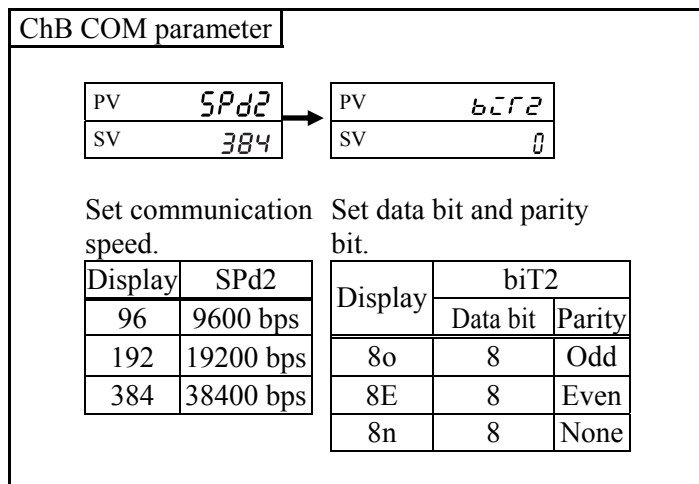 ChB COM parameter
PV SPd2
SV 384
PV biT2
SV 0
Set communication speed.
Display SPd2
96 9600 bps
192 19200 bps
384 38400 bps
Set data bit and parity bit.
Display biT2
Data bit Parity
8o 8 Odd
8E 8 Even
8n 8 None